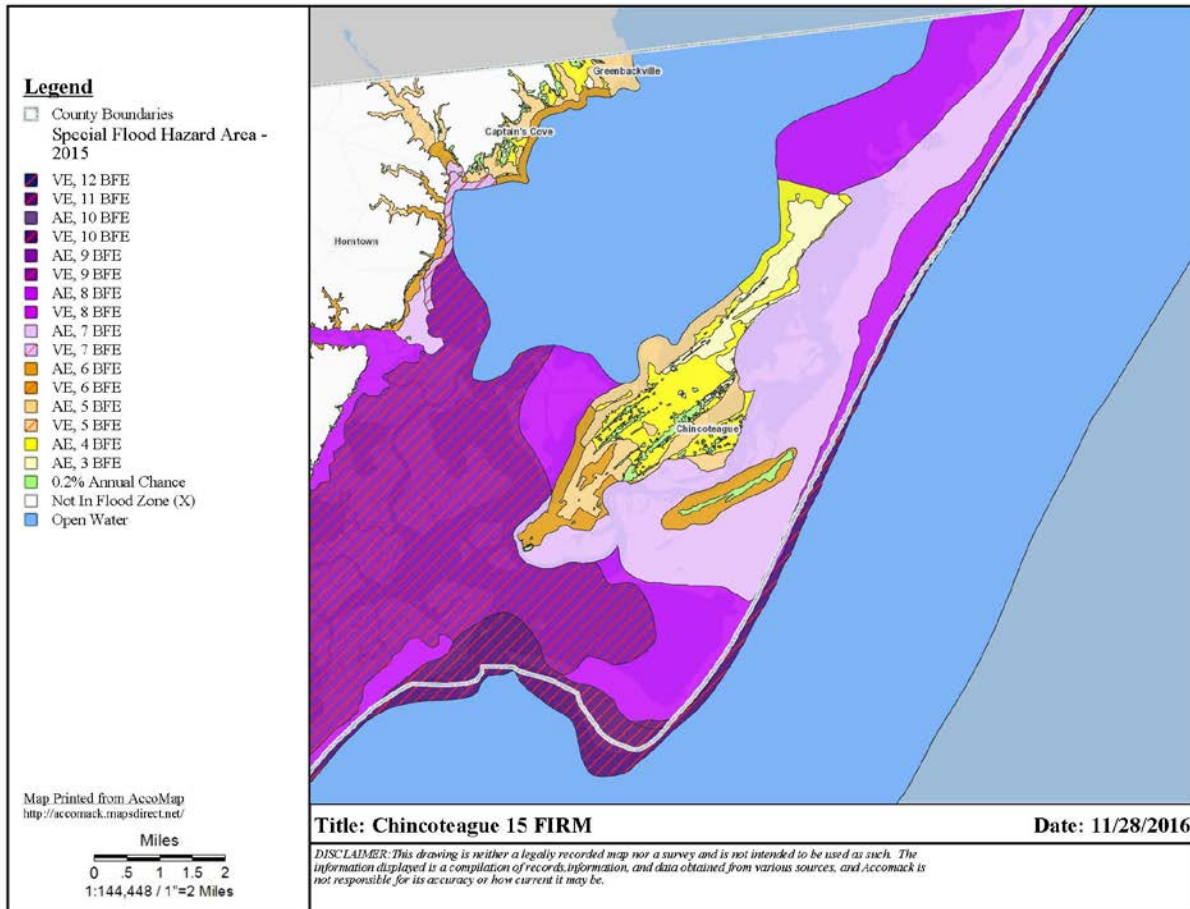 Legend
County Boundaries
Special Flood Hazard Area -
2015
VE, 12 BFE
VE, 11 BFE
AE, 10 BFE
VE, 10 BFE
AE, 9 BFE
VE, 9 BFE
AE, 8 BFE
VE, 8 BFE
AE, 7 BFE
VE, 7 BFE
AE, 6 BFE
VE, 6 BFE
AE, 5 BFE
VE, 5 BFE
AE, 4 BFE
AE, 3 BFE
0.2% Annual Chance
Not In Flood Zone (X)
Open Water
Greenbackville
Captain's Cove
Horntown
Chincoteague
Map Printed from AccoMap
http://accomack.mapsdirect.net/
Miles
0 .5 1 1.5 2
1:144,448 / 1"=2 Miles
Title: Chincoteague 15 FIRM
Date: 11/28/2016
DISCLAIMER: This drawing is neither a legally recorded map nor a survey and is not intended to be used as such. The
information displayed is a compilation of records, information, and data obtained from various sources, and Accomack is
not responsible for its accuracy or how current it may be.